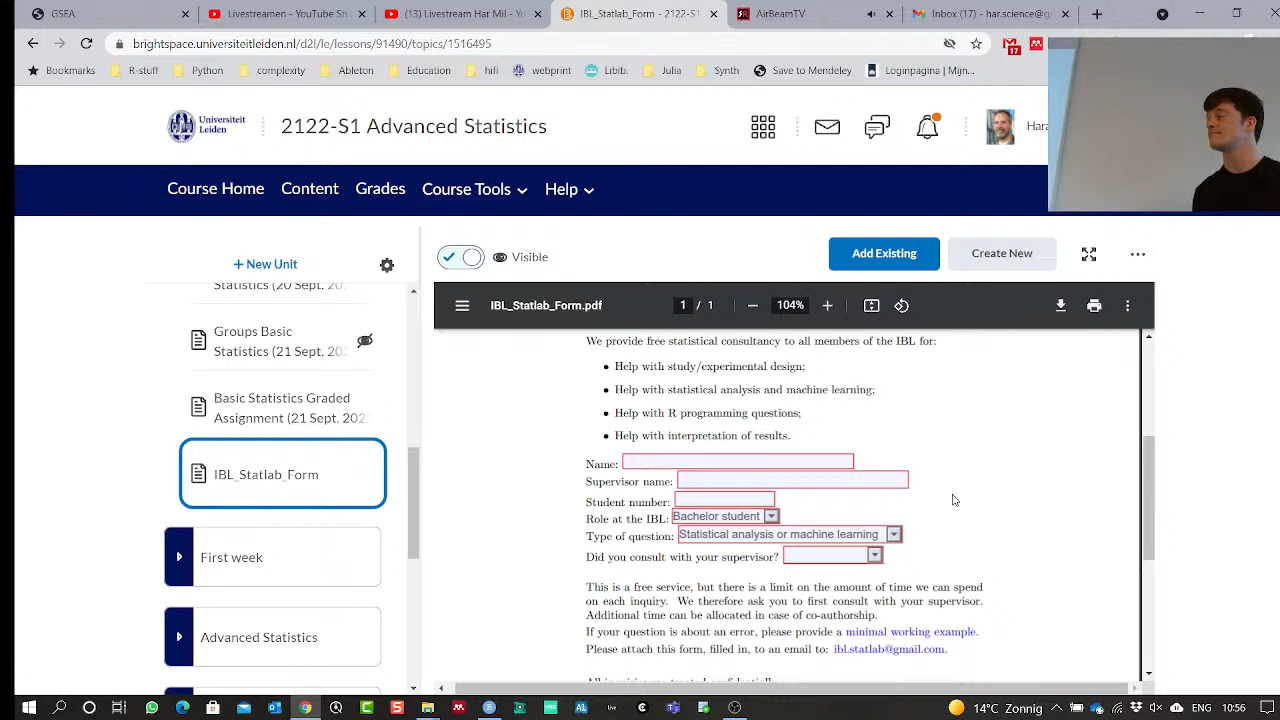 GSEA
Livestreamen - YouTube St
(13) Livestream Har Mil - Yo
IBL_Statlab_Form - 2122-S1
AirBeamTV
Inbox (17) - har.science@g
brightspace.universiteitleiden.nl/d2l/lessons/91490/topics/1516495
17
Bookmarks
R-stuff
Python
compexity
Ableton
Education
hifi
webprint
Libib.
Julia
Synth
Save to Mendeley
Loginpagina | Mijn...
Universiteit
Leiden
2122-S1 Advanced Statistics
Hara
Course Home
Content
Grades
Course Tools
Help
+ New Unit
Visible
Add Existing
Create New
Statistics (20 Sept. 202
Groups Basic
Statistics (21 Sept. 202
Basic Statistics Graded
Assignment (21 Sept. 202
IBL_Statlab_Form
First week
Advanced Statistics
IBL_Statlab_Form.pdf
1 / 1
104%
We provide free statistical consultancy to all members of the IBL for:
• Help with study/experimental design;
• Help with statistical analysis and machine learning;
• Help with R programming questions;
• Help with interpretation of results.
Name:
Supervisor name:
Student number:
Role at the IBL: Bachelor student
Type of question: Statistical analysis or machine learning
Did you consult with your supervisor?
This is a free service, but there is a limit on the amount of time we can spend
on each inquiry. We therefore ask you to first consult with your supervisor.
Additional time can be allocated in case of co-authorship.
If your question is about an error, please provide a minimal working example.
Please attach this form, filled in, to an email to: ibl.statlab@gmail.com.
14°C Zonnig
ENG
10:56